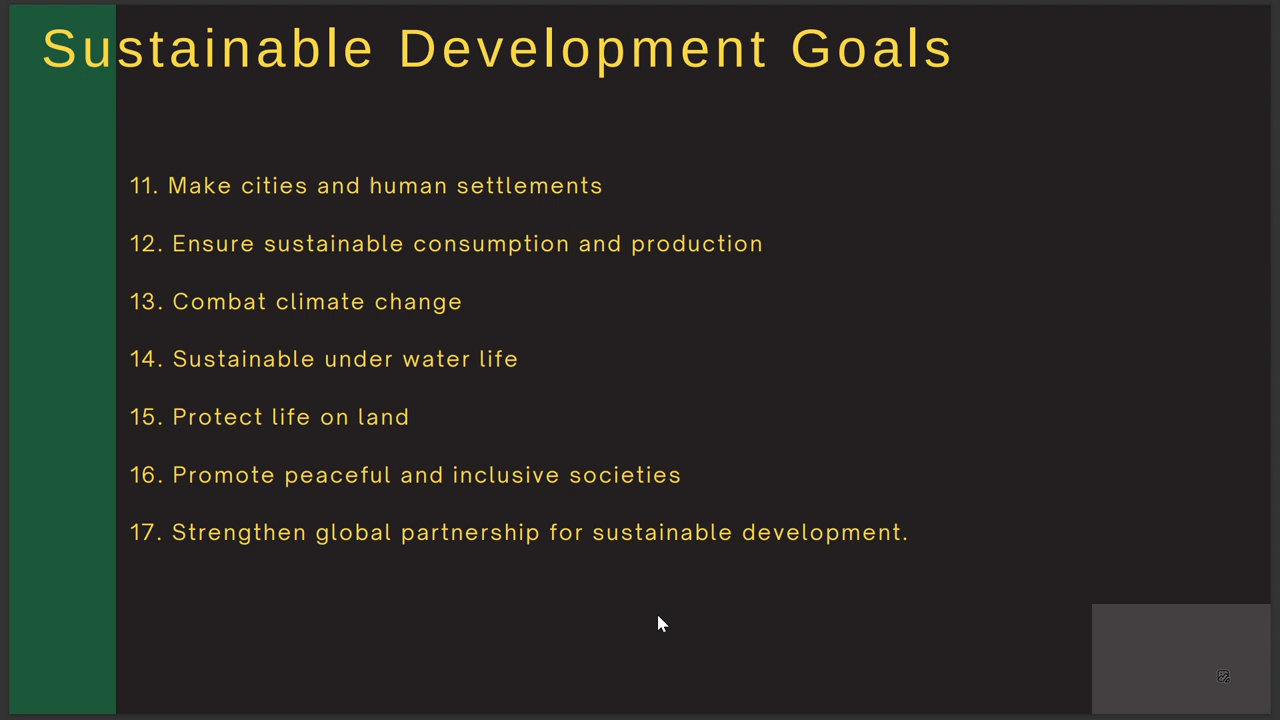 Sustainable Development Goals
11. Make cities and human settlements
12. Ensure sustainable consumption and production
13. Combat climate change
14. Sustainable under water life
15. Protect life on land
16. Promote peaceful and inclusive societies
17. Strengthen global partnership for sustainable development.